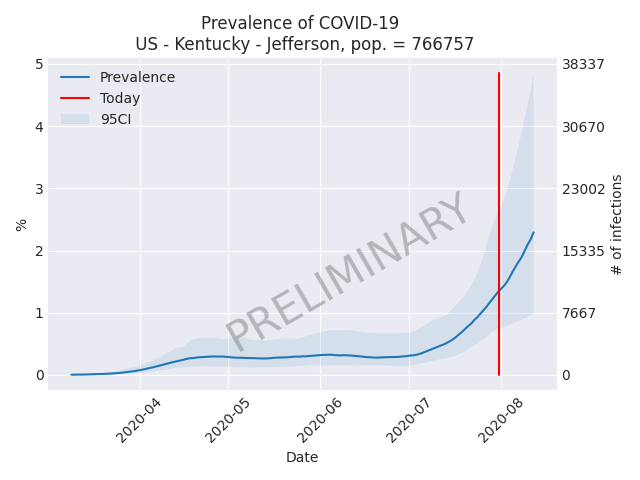 Prevalence of COVID-19
US - Kentucky - Jefferson, pop. = 766757
Prevalence
Today
95CI
5
4
3
2
1
0
%
38337
30670
23002
15335
7667
0
# of infections
PRELIMINARY
2020-04
2020-05
2020-06
2020-07
2020-08
Date